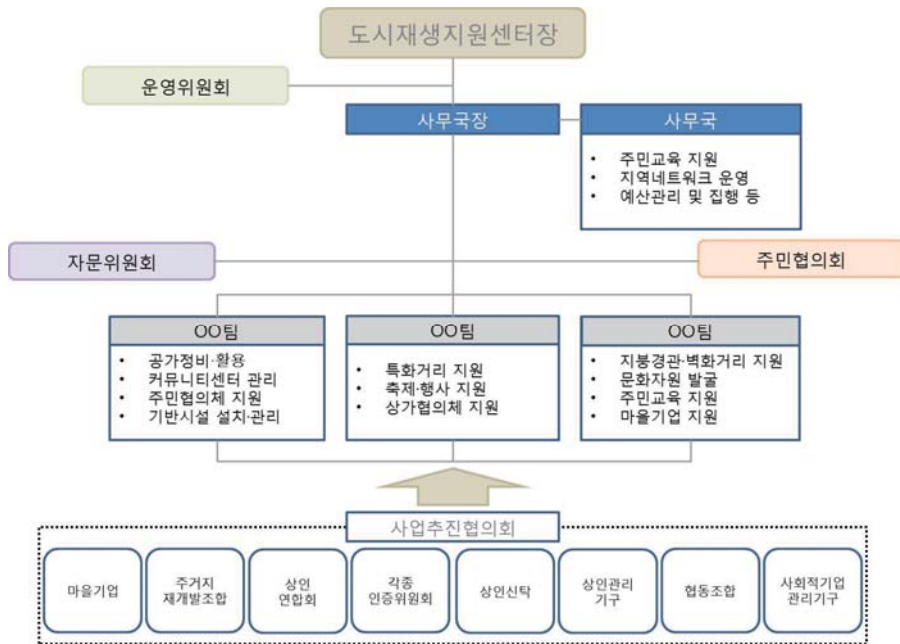 도시재생지원센터장
운영위원회
사무국장
사무국
• 주민교육 지원
• 지역네트워크 운영
• 예산관리 및 집행 등
자문위원회
주민협의회
OO팀
• 공가정비·활용
• 커뮤니티센터 관리
• 주민협의체 지원
• 기반시설 설치·관리
OO팀
• 특화거리 지원
• 축제·행사 지원
• 상가협의체 지원
OO팀
• 지붕경관·벽화거리 지원
• 문화자원 발굴
• 주민교육 지원
• 마을기업 지원
사업추진협의회
마을기업
주거지
재개발조합
상인
연합회
각종
인증위원회
상인신탁
상인관리
기구
협동조합
사회적기업
관리기구